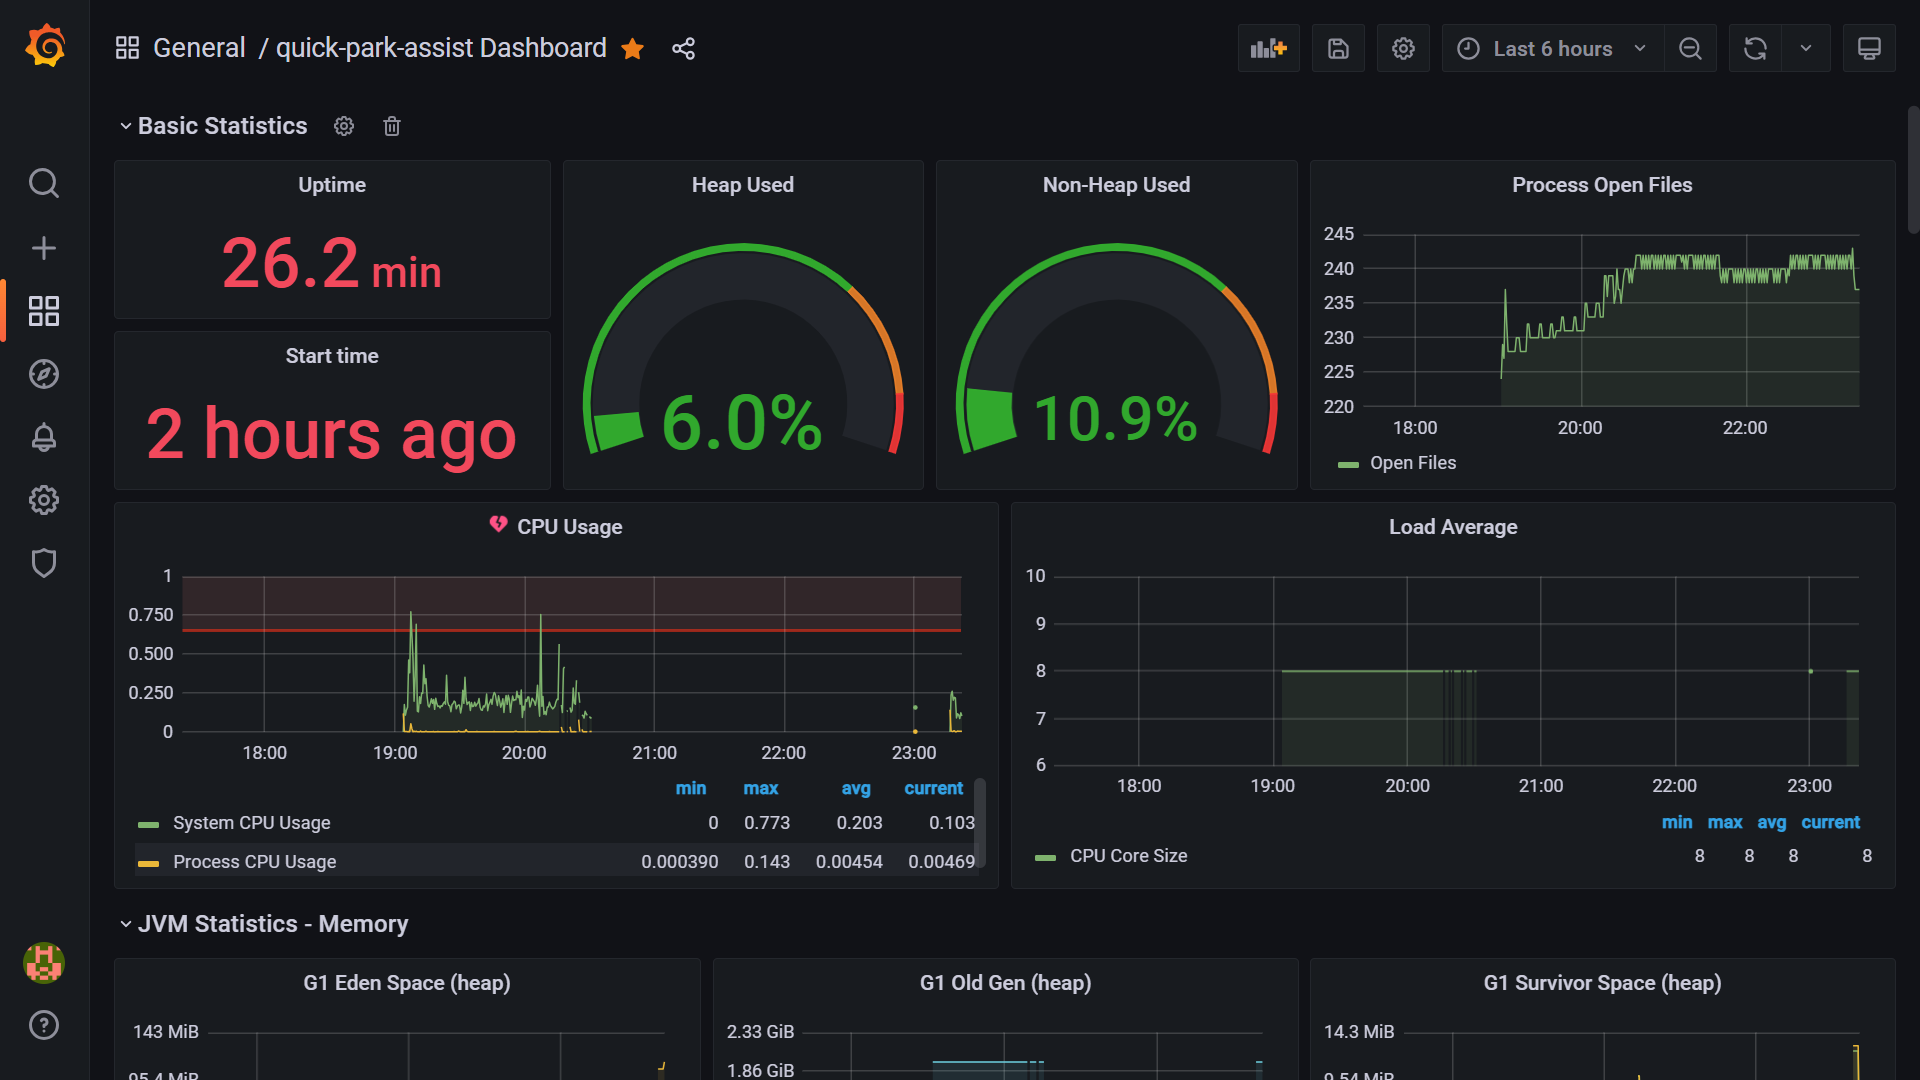 General / quick-park-assist Dashboard
Last 6 hours
Basic Statistics
Uptime
26.2 min
Start time
2 hours ago
Heap Used
6.0%
Non-Heap Used
10.9%
Process Open Files
245
240
235
230
225
220
18:00 20:00 22:00
Open Files
CPU Usage
1
0.750
0.500
0.250
0
18:00 19:00 20:00 21:00 22:00 23:00
min max avg current
System CPU Usage 0 0.773 0.203 0.103
Process CPU Usage 0.000390 0.143 0.00454 0.00469
Load Average
10
9
8
7
6
18:00 19:00 20:00 21:00 22:00 23:00
min max avg current
CPU Core Size 8 8 8 8
JVM Statistics - Memory
G1 Eden Space (heap)
143 MiB
95.4 MiB
G1 Old Gen (heap)
2.33 GiB
1.86 GiB
G1 Survivor Space (heap)
14.3 MiB
9.54 MiB